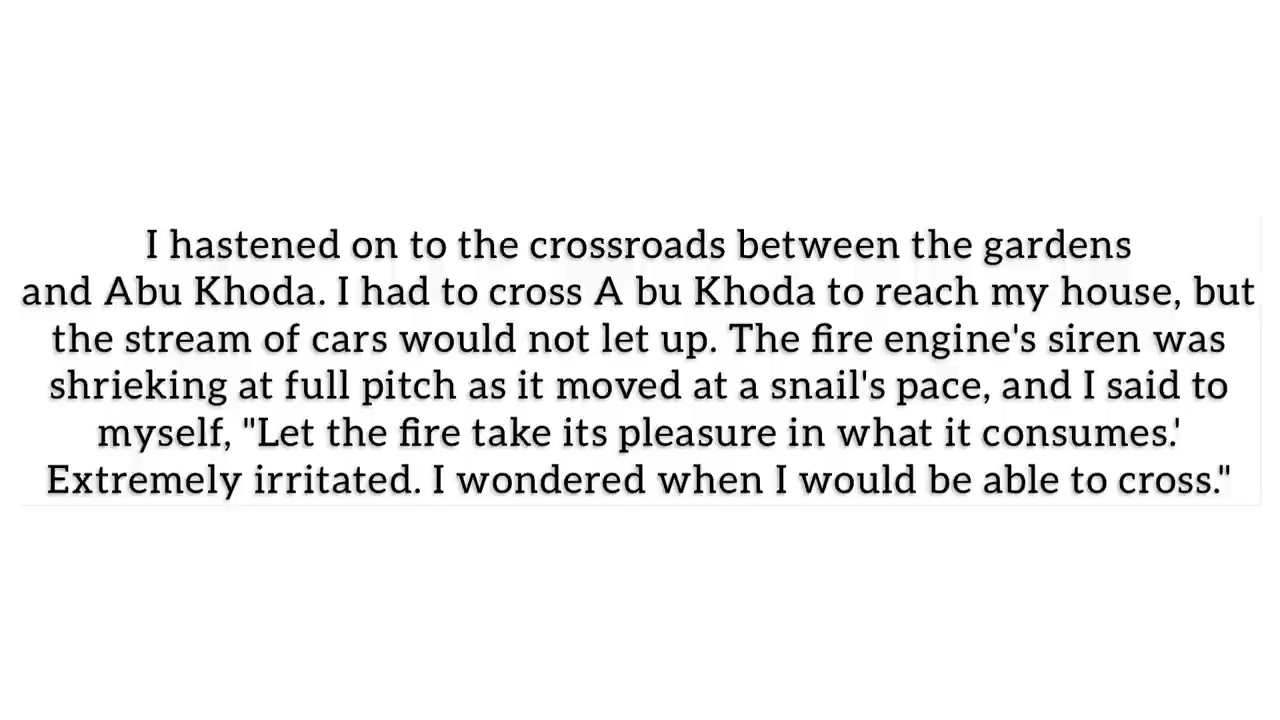 I hastened on to the crossroads between the gardens
and Abu Khoda. I had to cross A bu Khoda to reach my house, but
the stream of cars would not let up. The fire engine's siren was
shrieking at full pitch as it moved at a snail's pace, and I said to
myself, "Let the fire take its pleasure in what it consumes.'
Extremely irritated. I wondered when I would be able to cross."